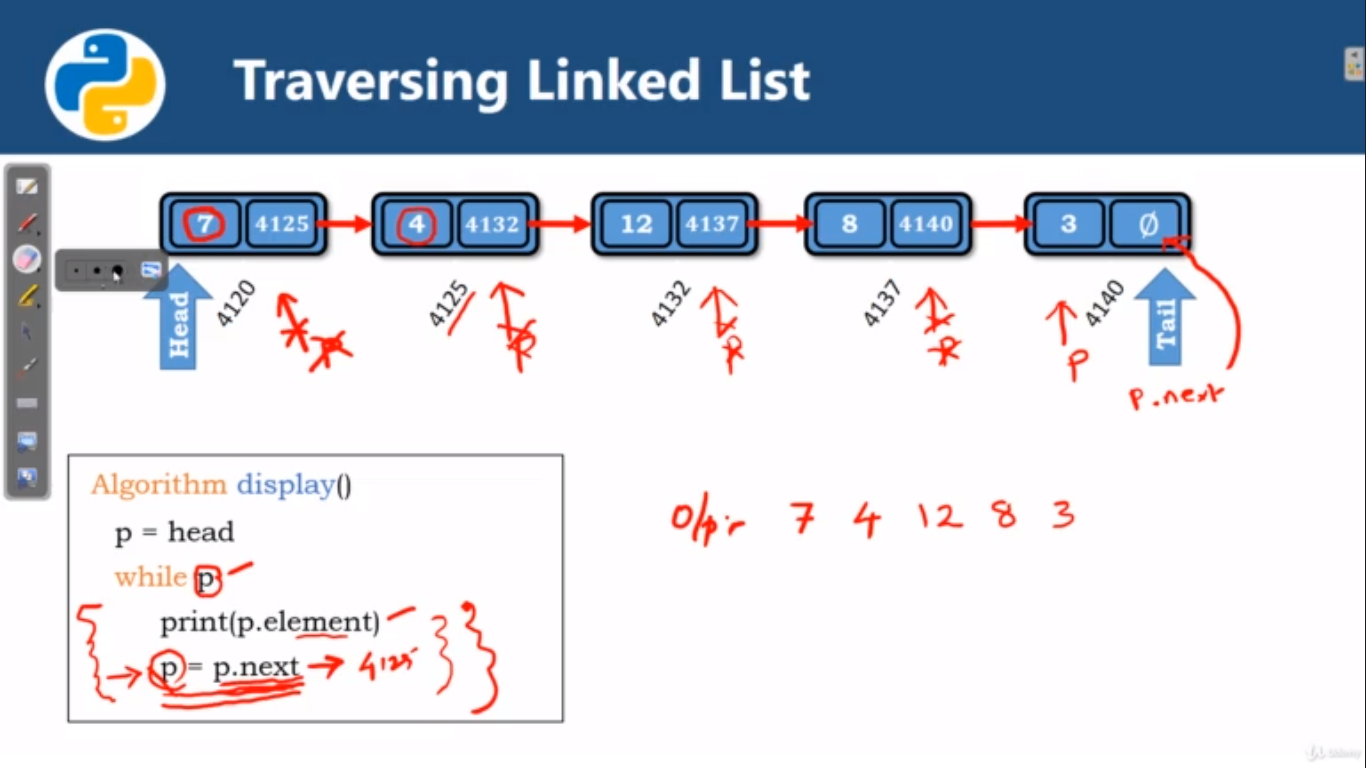 Traversing Linked List
7 4125 4 4132 12 4137 8 4140 3 ∅
4120 4125 4132 4137 4140
Head P P P P Tail
P.next
Algorithm display()
p = head
while p
print(p.element)
p = p.next → 4125
O/p:- 7 4 12 8 3
Udemy